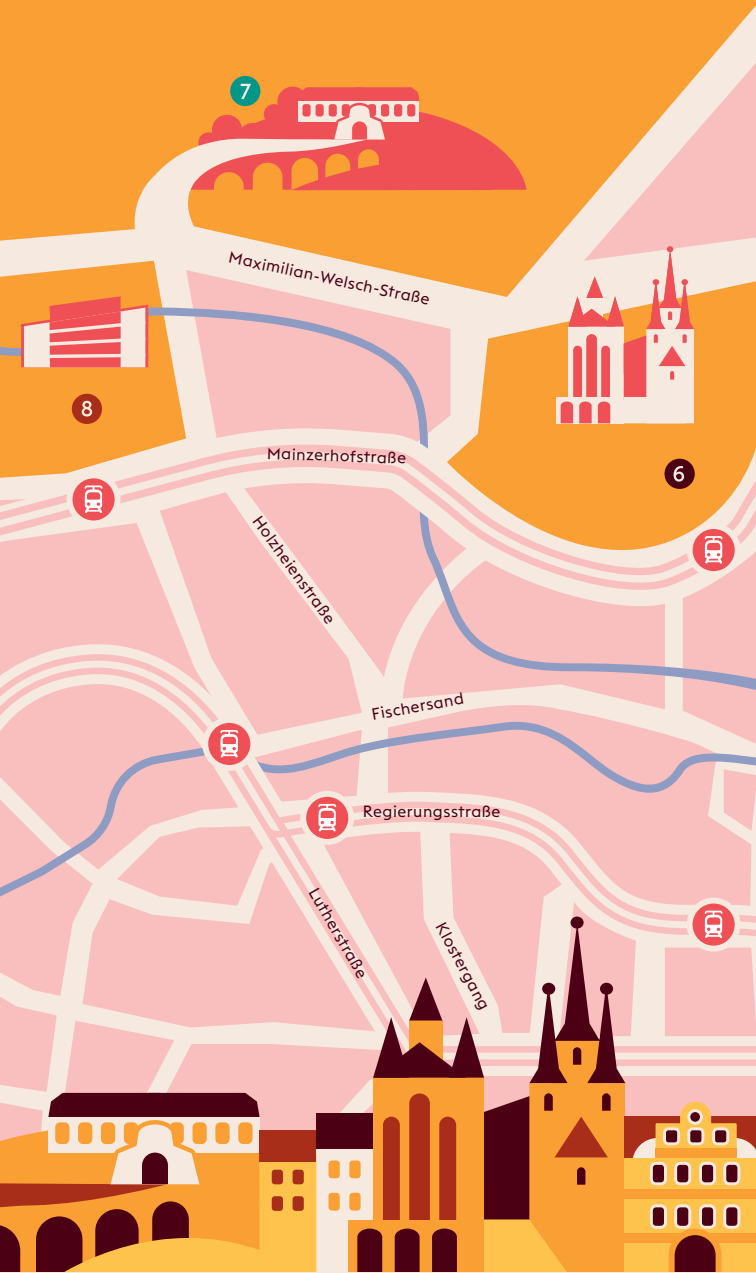 7
Maximilian-Welsch-Straße
8
Mainzerhofstraße
6
Holzheienstraße
Fischersand
Regierungsstraße
Lutherstraße
Klostergang